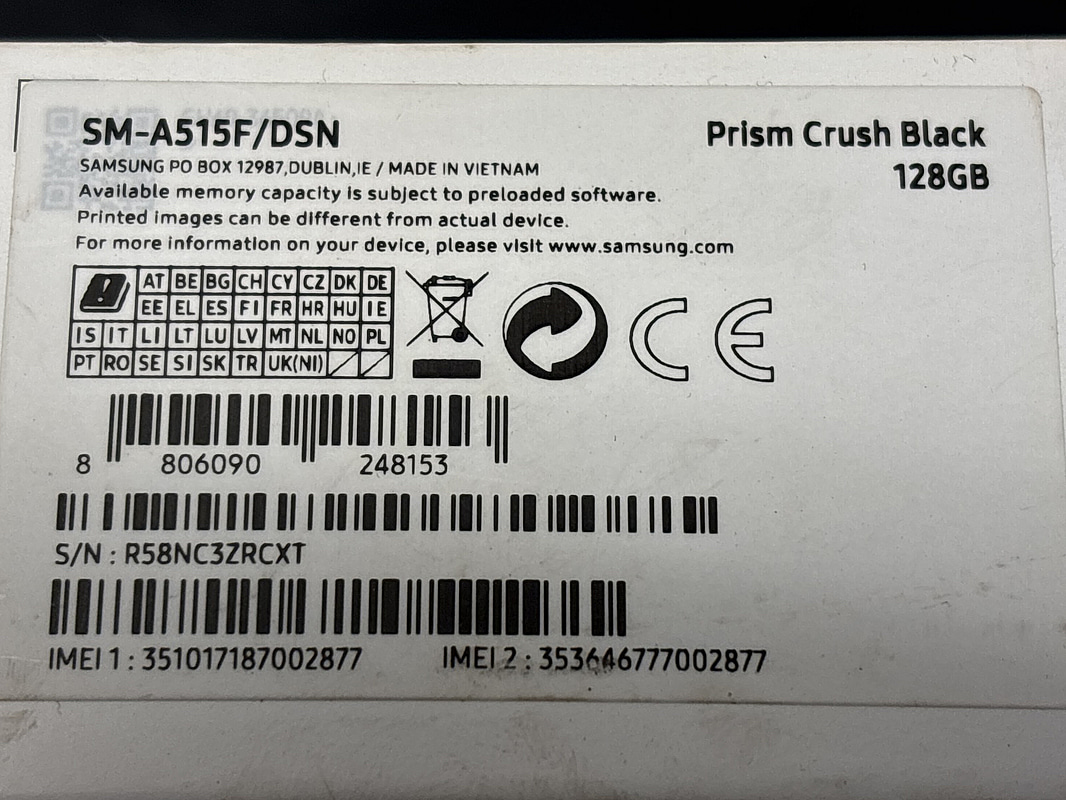 SM-A515F/DSN
Prism Crush Black
128GB
SAMSUNG PO BOX 12987,DUBLIN,IE / MADE IN VIETNAM
Available memory capacity is subject to preloaded software.
Printed images can be different from actual device.
For more information on your device, please visit www.samsung.com
AT BE BG CH CY CZ DK DE
EE EL ES FI FR HR HU IE
IS IT LI LT LU LV MT NL NO PL
PT RO SE SI SK TR UK(NI)
CE
8 806090 248153
S/N : R58NC3ZRCXT
IMEI 1 : 351017187002877 IMEI 2 : 353646777002877